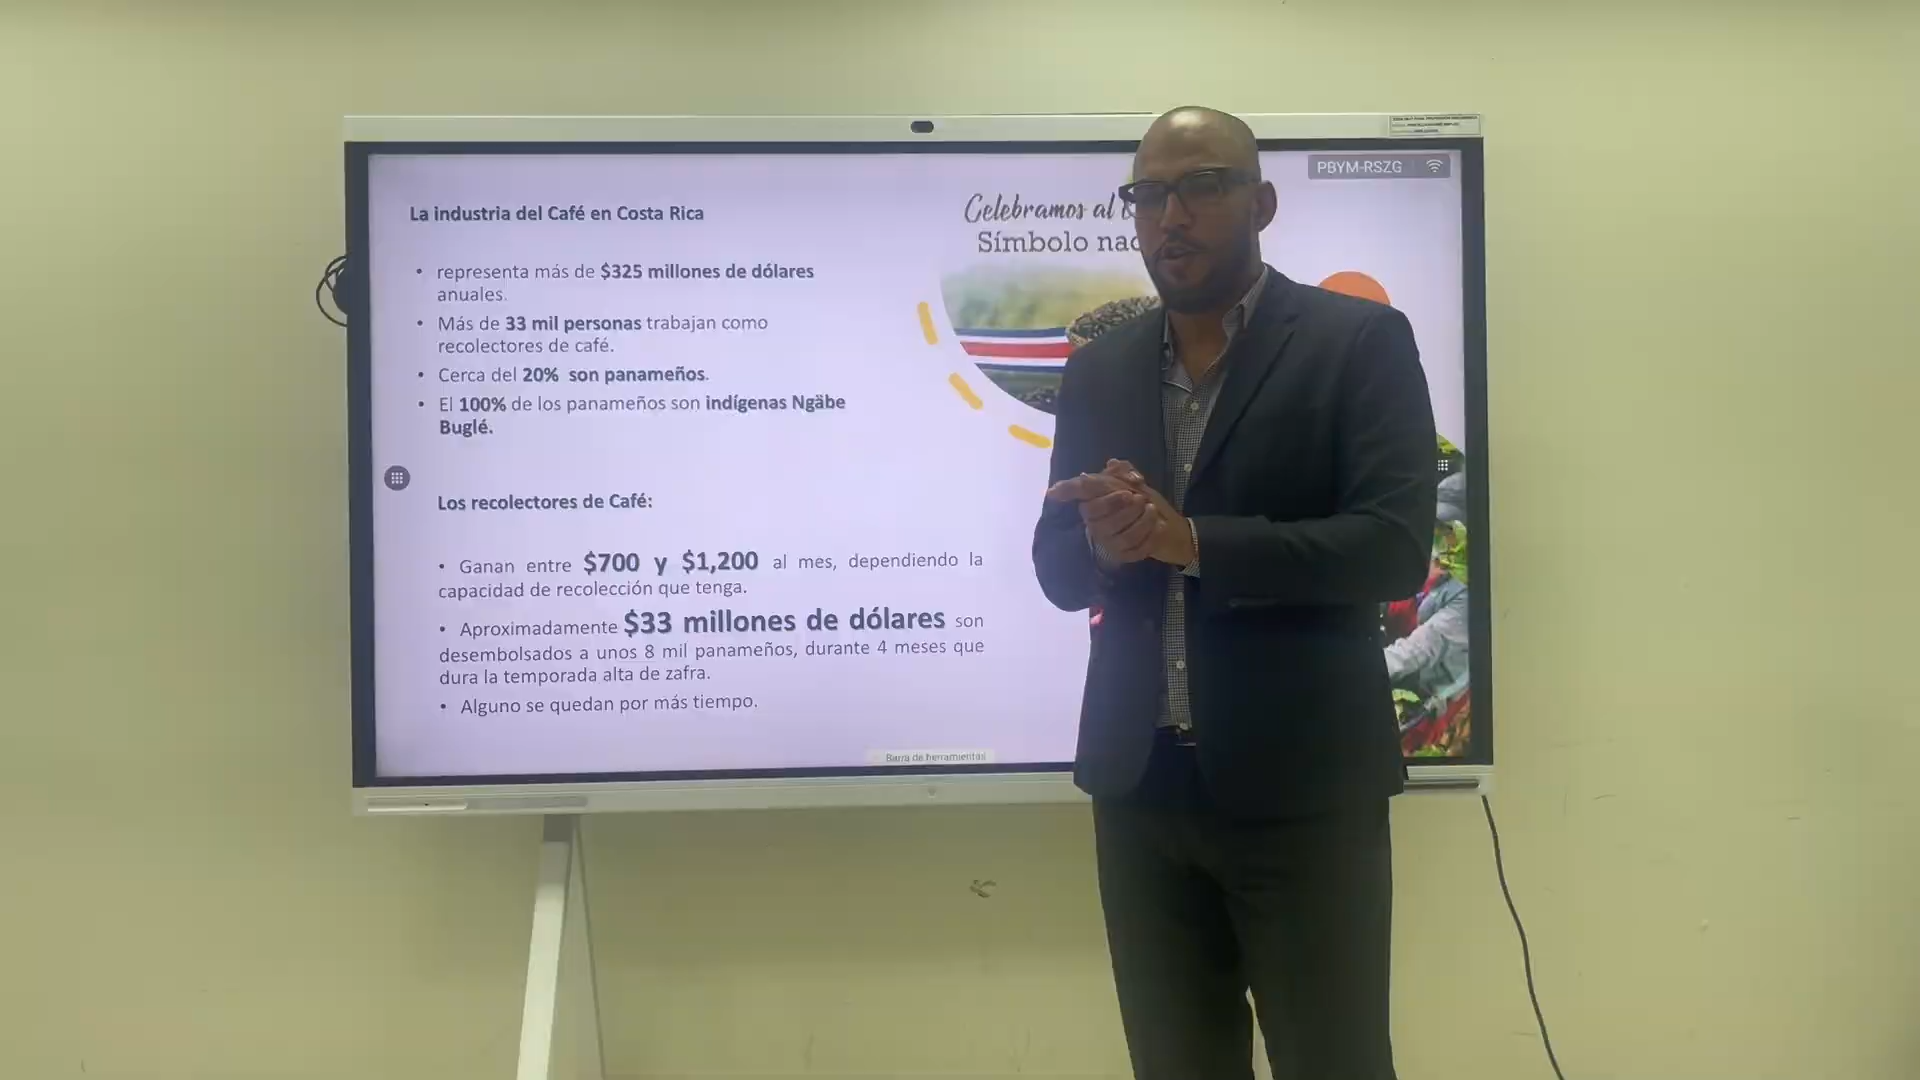 PBYM-RSZG
La industria del Café en Costa Rica
• representa más de $325 millones de dólares
anuales.
• Más de 33 mil personas trabajan como
recolectores de café.
• Cerca del 20% son panameños.
• El 100% de los panameños son indígenas Ngäbe
Buglé.
Los recolectores de Café:
• Ganan entre $700 y $1,200 al mes, dependiendo la
capacidad de recolección que tenga.
• Aproximadamente $33 millones de dólares son
desembolsados a unos 8 mil panameños, durante 4 meses que
dura la temporada alta de zafra.
• Alguno se quedan por más tiempo.
Celebramos al
Símbolo
Barra de herramientas